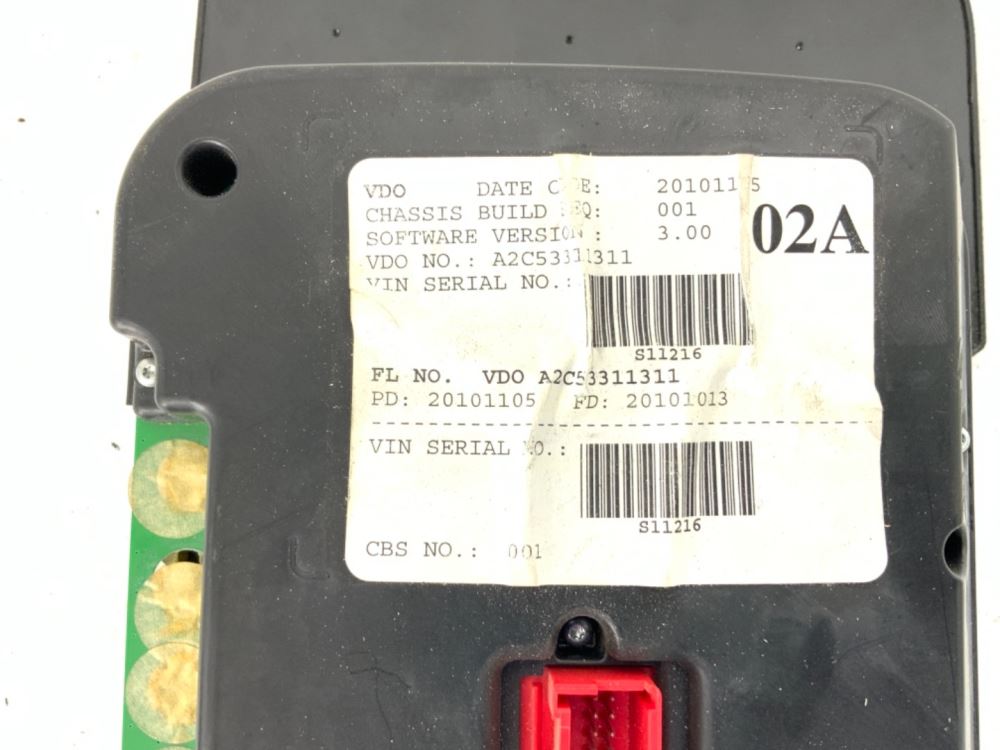 VDO DATE CODE: 20101105
CHASSIS BUILD SEQ: 001
SOFTWARE VERSION: 3.00
02A
VDO NO.: A2C53311311
VIN SERIAL NO.:
S11216
FL NO. VDO A2C53311311
PD: 20101105 FD: 20101013
VIN SERIAL NO.:
S11216
CBS NO.: 001